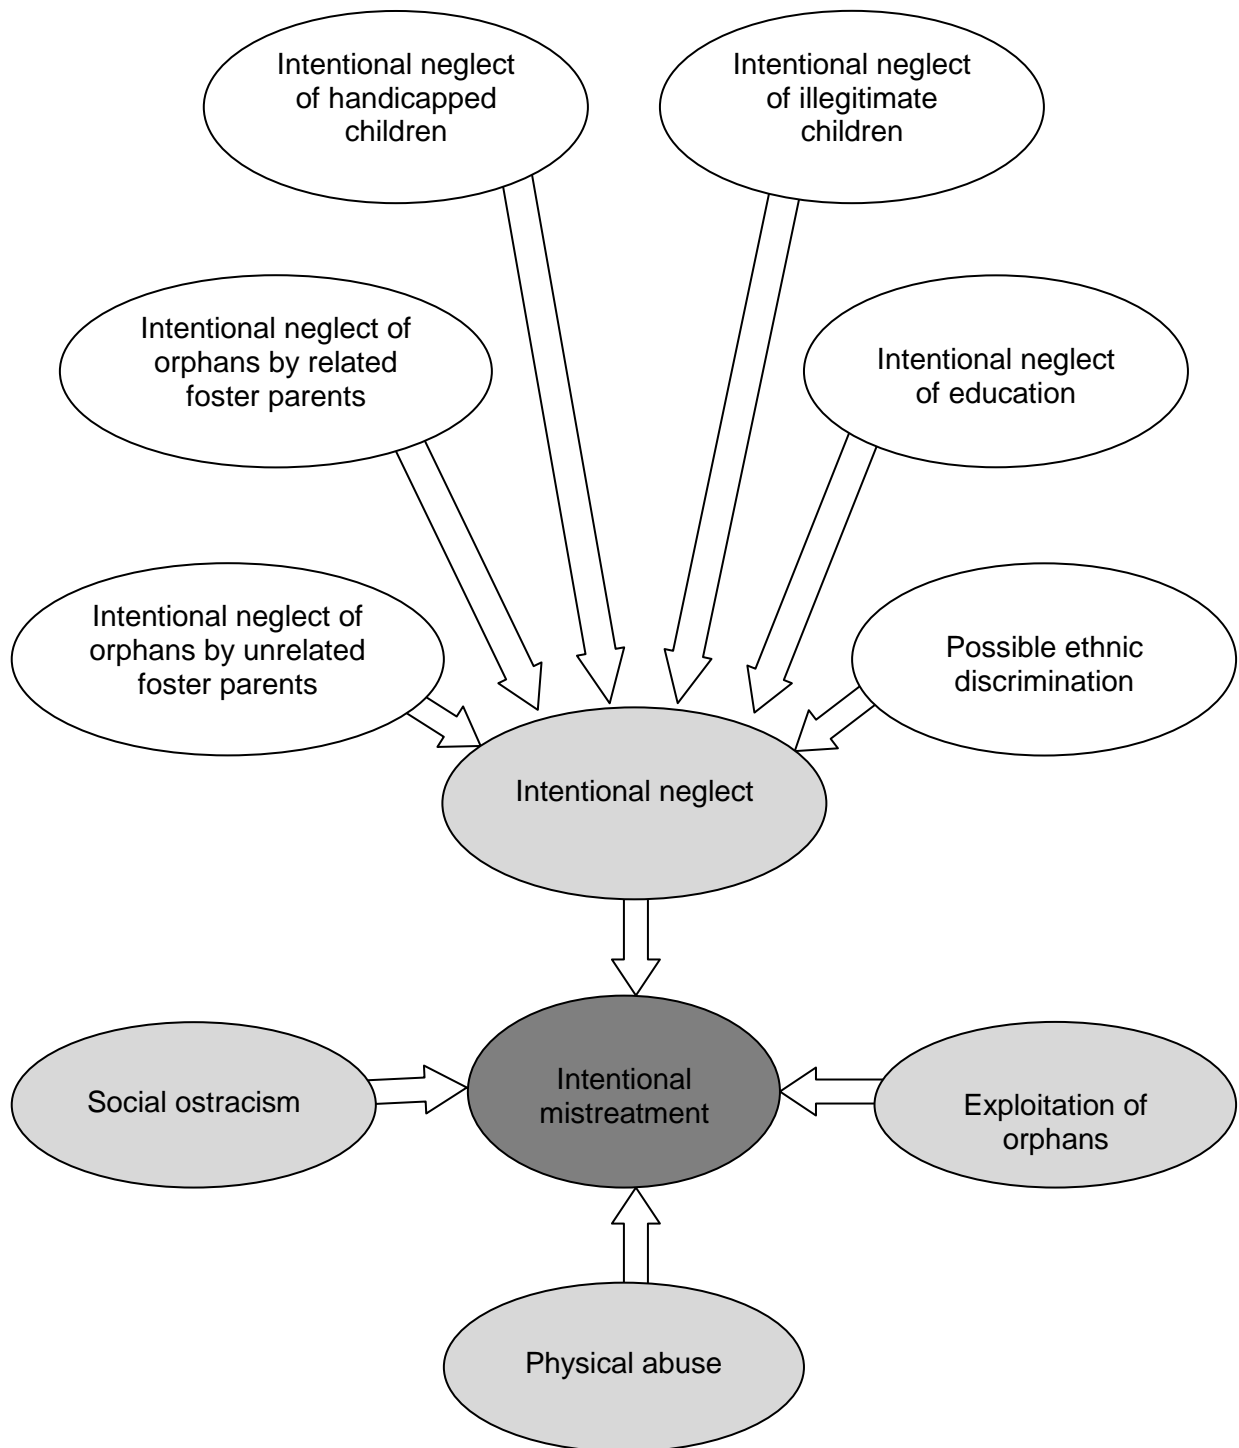 Intentional neglect
of handicapped
children
Intentional neglect
of illegitimate
children
Intentional neglect of
orphans by related
foster parents
Intentional neglect
of education
Intentional neglect of
orphans by unrelated
foster parents
Possible ethnic
discrimination
Intentional neglect
Social ostracism
Intentional
mistreatment
Exploitation of
orphans
Physical abuse